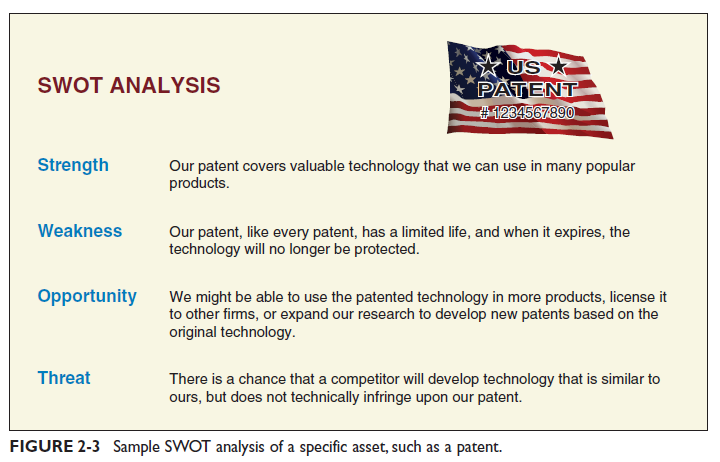 US
PATENT
# 1234567890
SWOT ANALYSIS
Strength
Our patent covers valuable technology that we can use in many popular
products.
Weakness
Our patent, like every patent, has a limited life, and when it expires, the
technology will no longer be protected.
Opportunity
We might be able to use the patented technology in more products, license it
to other firms, or expand our research to develop new patents based on the
original technology.
Threat
There is a chance that a competitor will develop technology that is similar to
ours, but does not technically infringe upon our patent.
FIGURE 2-3 Sample SWOT analysis of a specific asset, such as a patent.